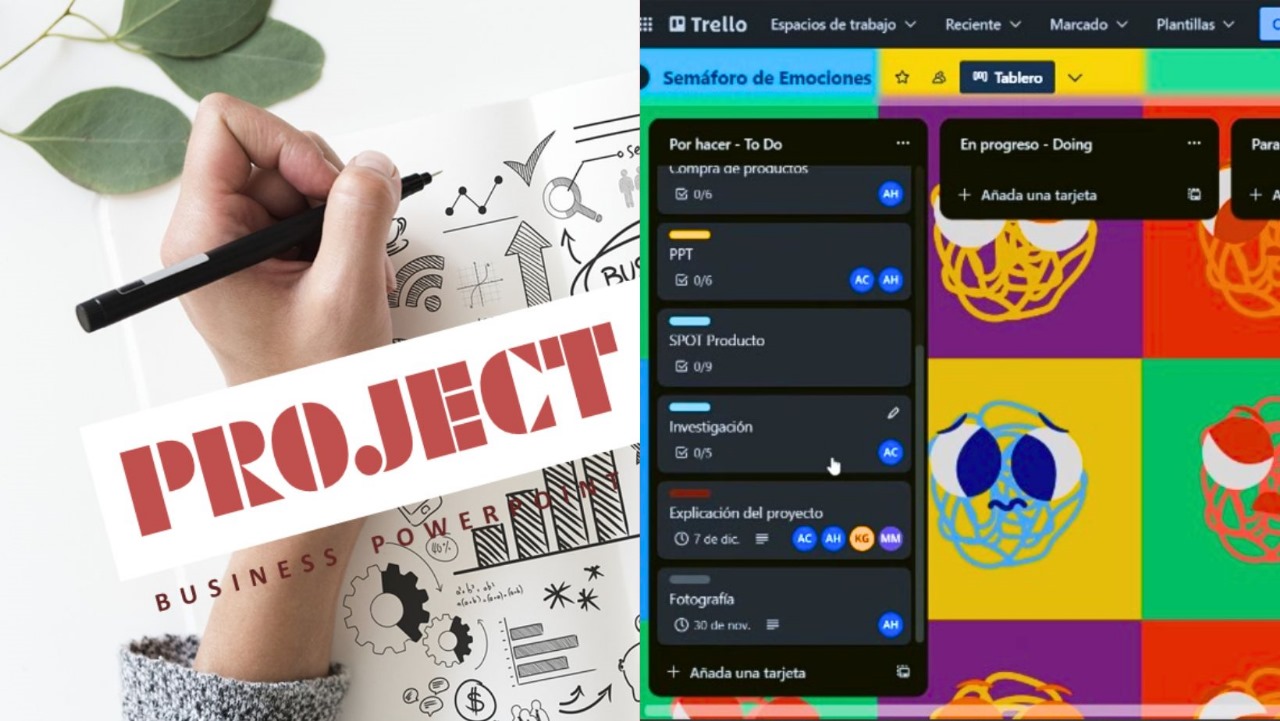 PROJECT
BUSINESS POWERPOINT
BUS
Trello Espacios de trabajo Reciente Marcado Plantillas
Semáforo de Emociones Tablero
Por hacer - To Do
Compra de productos
0/6 AH
PPT
0/6 AC AH
SPOT Producto
0/9
Investigación
0/5 AC
Explicación del proyecto
7 de dic. AC AH KG MM
Fotografía
30 de nov. AH
+ Añada una tarjeta
En progreso - Doing
+ Añada una tarjeta
Para
+ A